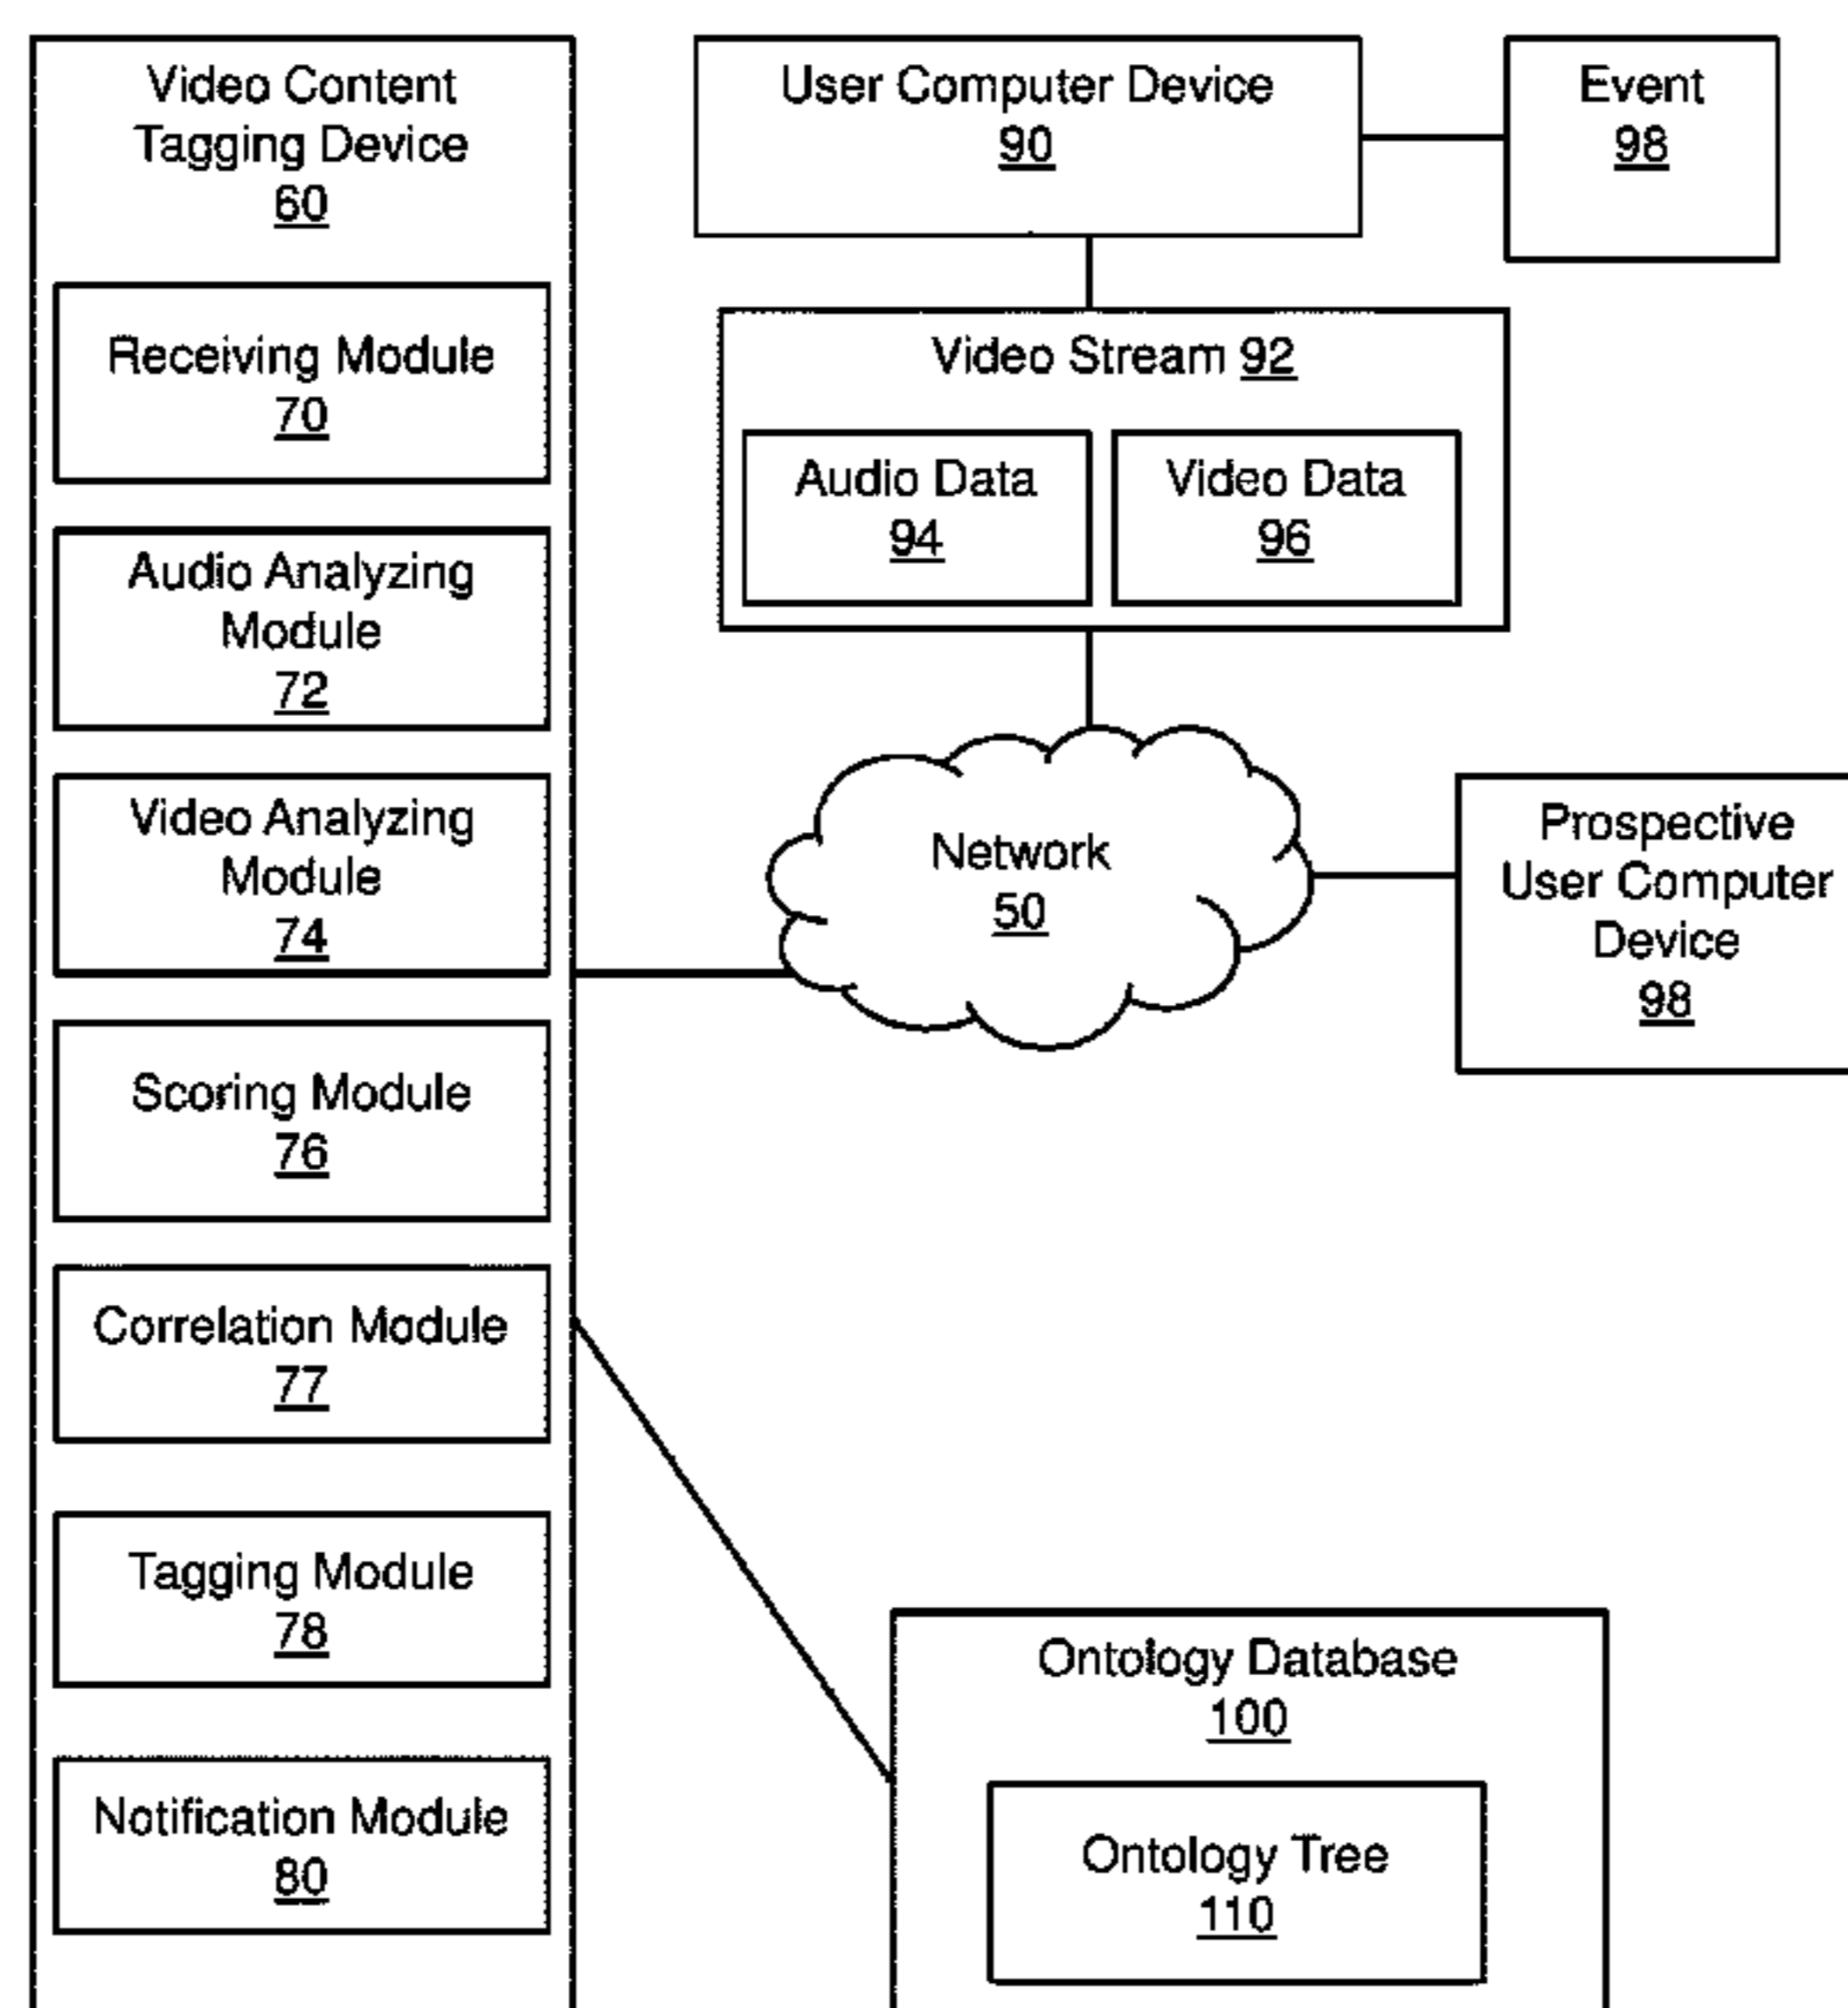 Video Content
Tagging Device
60
Receiving Module
70
Audio Analyzing
Module
72
Video Analyzing
Module
74
Scoring Module
76
Correlation Module
77
Tagging Module
78
Notification Module
80
User Computer Device
90
Event
98
Video Stream 92
Audio Data
94
Video Data
96
Network
50
Prospective
User Computer
Device
98
Ontology Database
100
Ontology Tree
110